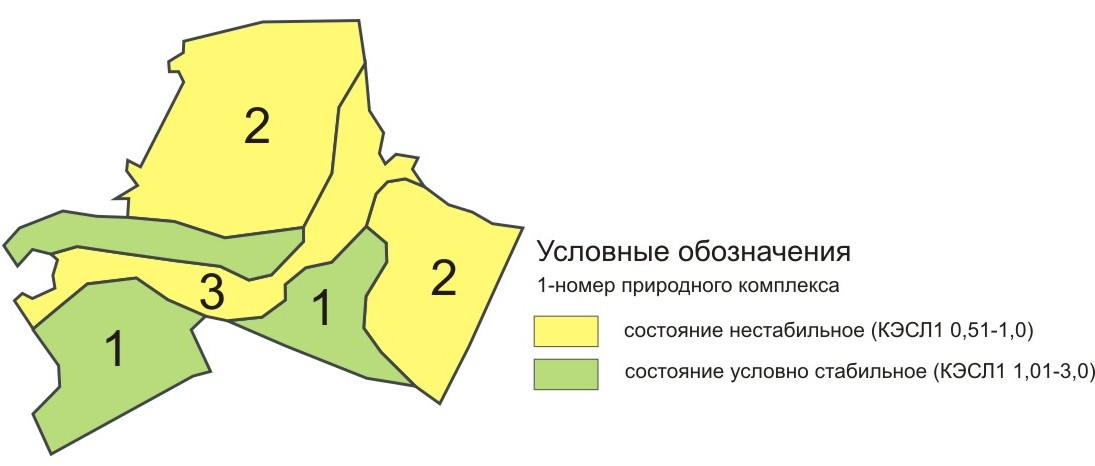 2
2
3
1
1
Условные обозначения
1-номер природного комплекса
состояние нестабильное (КЭСЛ1 0,51-1,0)
состояние условно стабильное (КЭСЛ1 1,01-3,0)